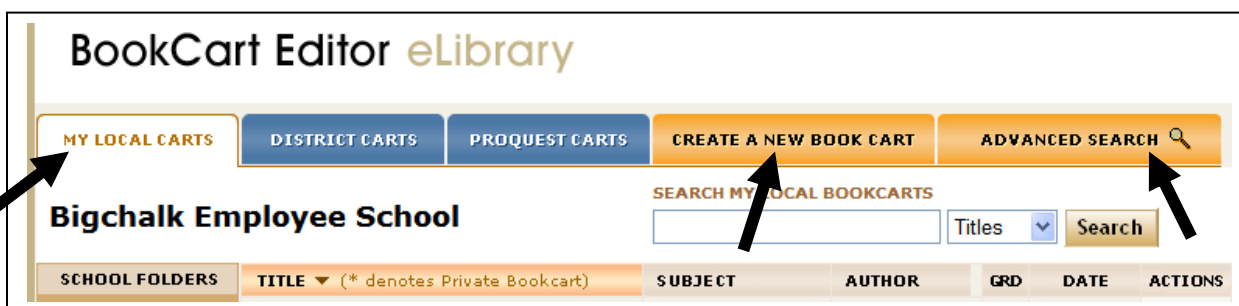 BookCart Editor eLibrary
MY LOCAL CARTS DISTRICT CARTS PROQUEST CARTS CREATE A NEW BOOK CART ADVANCED SEARCH
SEARCH MY LOCAL BOOKCARTS
Bigchalk Employee School Titles Search
SCHOOL FOLDERS TITLE (* denotes Private Bookcart) SUBJECT AUTHOR GRD DATE ACTIONS